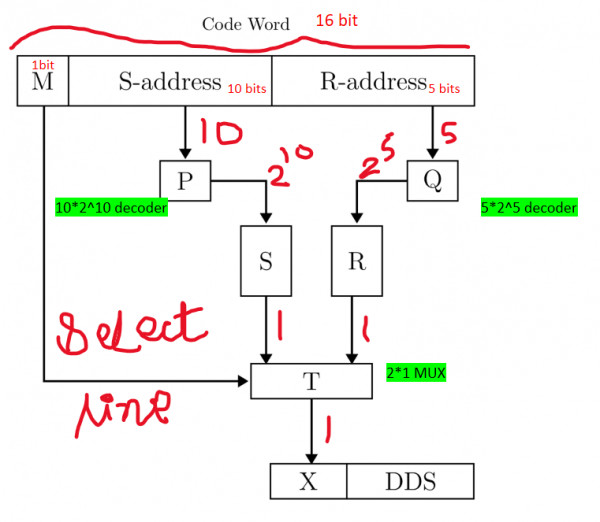 Code Word 16 bit
1bit
M S-address 10 bits R-address 5 bits
10 5
P 2^10 2^5 Q
10*2^10 decoder 5*2^5 decoder
S R
Select 1 1
T 2*1 MUX
Line
1
X DDS